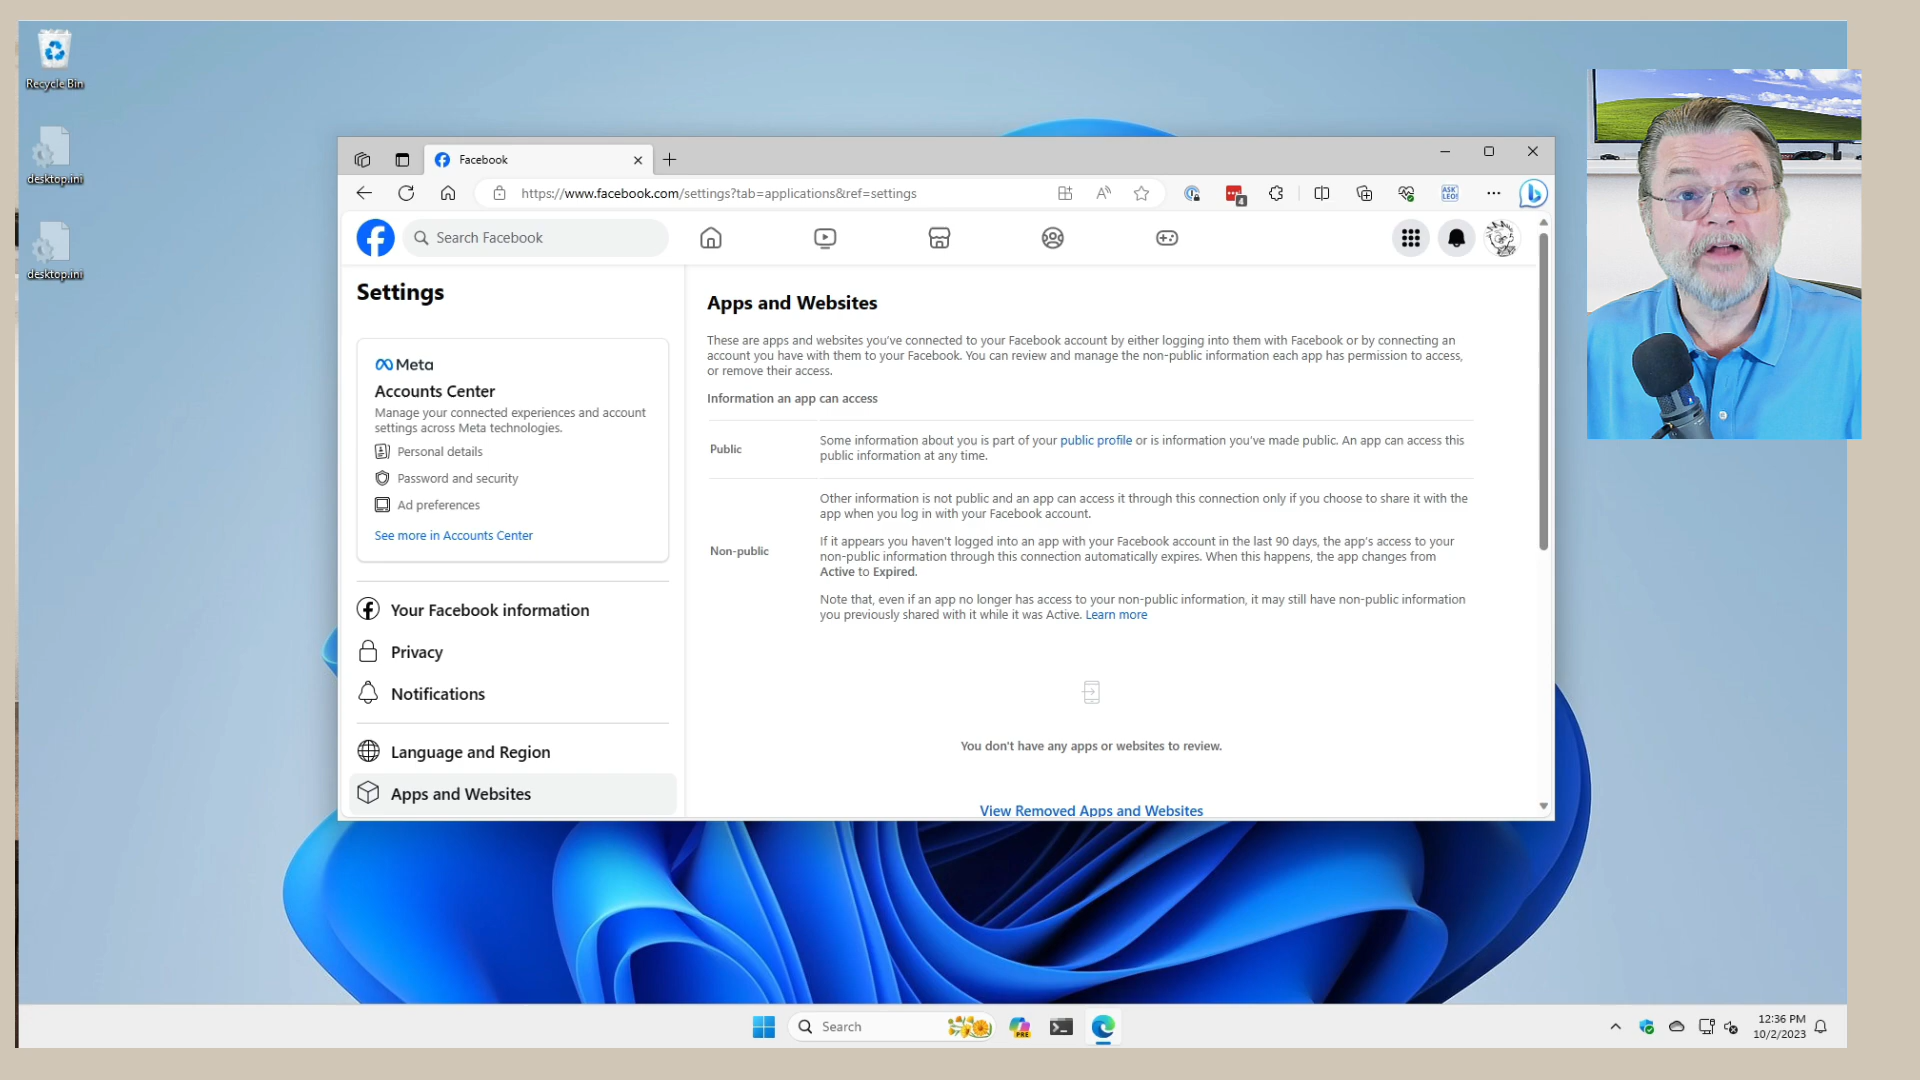 Recycle Bin
desktop.ini
desktop.ini
Facebook
https://www.facebook.com/settings?tab=applications&ref=settings
4
ASK
LEO!
Search Facebook
Settings
Meta
Accounts Center
Manage your connected experiences and account
settings across Meta technologies.
Personal details
Password and security
Ad preferences
See more in Accounts Center
Your Facebook information
Privacy
Notifications
Language and Region
Apps and Websites
Apps and Websites
These are apps and websites you've connected to your Facebook account by either logging into them with Facebook or by connecting an
account you have with them to your Facebook. You can review and manage the non-public information each app has permission to access,
or remove their access.
Information an app can access
Public
Some information about you is part of your public profile or is information you've made public. An app can access this
public information at any time.
Non-public
Other information is not public and an app can access it through this connection only if you choose to share it with the
app when you log in with your Facebook account.
If it appears you haven't logged into an app with your Facebook account in the last 90 days, the app's access to your
non-public information through this connection automatically expires. When this happens, the app changes from
Active to Expired.
Note that, even if an app no longer has access to your non-public information, it may still have non-public information
you previously shared with it while it was Active. Learn more
You don't have any apps or websites to review.
View Removed Apps and Websites
Search
PRE
12:36 PM
10/2/2023